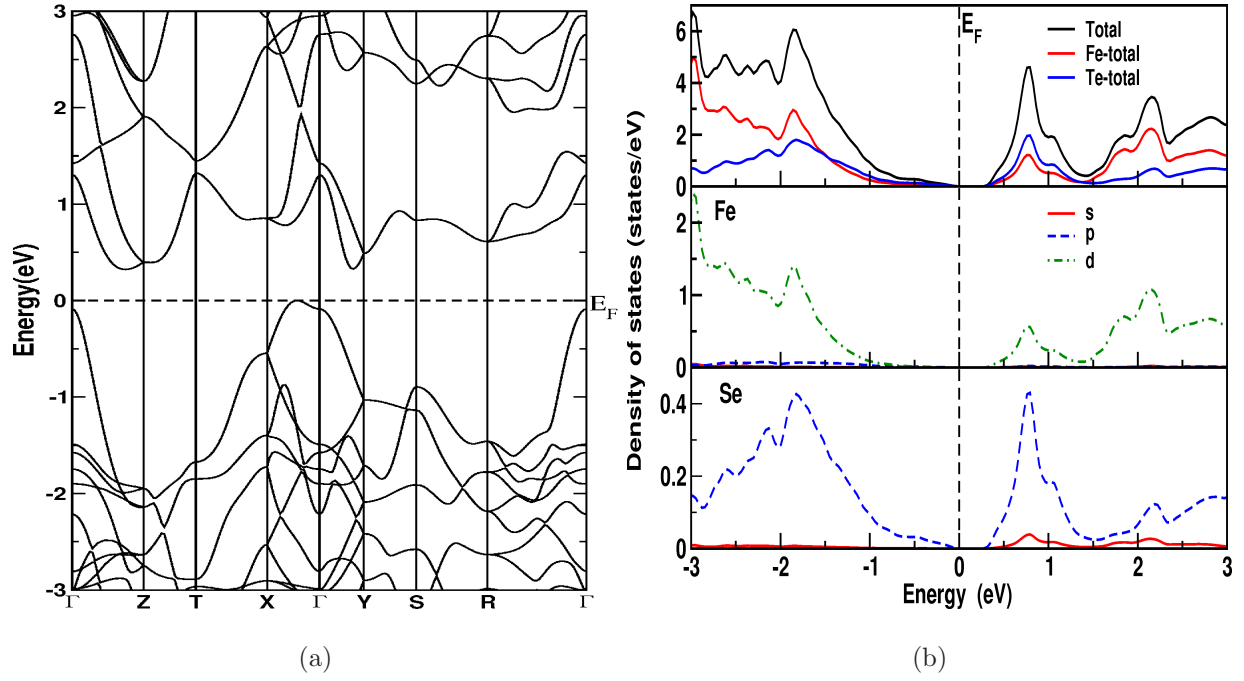 3
2
1
0
-1
-2
-3
Energy(eV)
E_F
Γ Z T X Γ Y S R Γ
(a)
E_F
Total
Fe-total
Te-total
6
4
2
0
Fe
s
p
d
2
1
0
Se
0.4
0.2
0
Density of states (states/eV)
-3 -2 -1 0 1 2 3
Energy (eV)
(b)